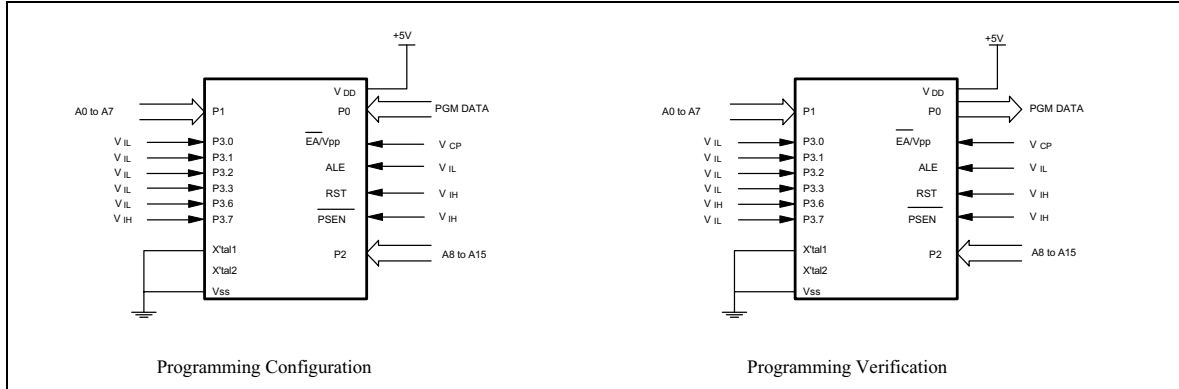 +5V
V DD
A0 to A7
P1
P0
PGM DATA
V IL
P3.0
EA/Vpp
V CP
V IL
P3.1
V IL
P3.2
ALE
V IL
V IL
P3.3
RST
V IH
V IL
P3.6
V IH
P3.7
PSEN
V IH
X'tal1
P2
A8 to A15
X'tal2
Vss
Programming Configuration
+5V
V DD
A0 to A7
P1
P0
PGM DATA
V IL
P3.0
EA/Vpp
V CP
V IL
P3.1
V IL
P3.2
ALE
V IL
V IL
P3.3
RST
V IH
V IH
P3.6
V IL
P3.7
PSEN
V IH
X'tal1
P2
A8 to A15
X'tal2
Vss
Programming Verification